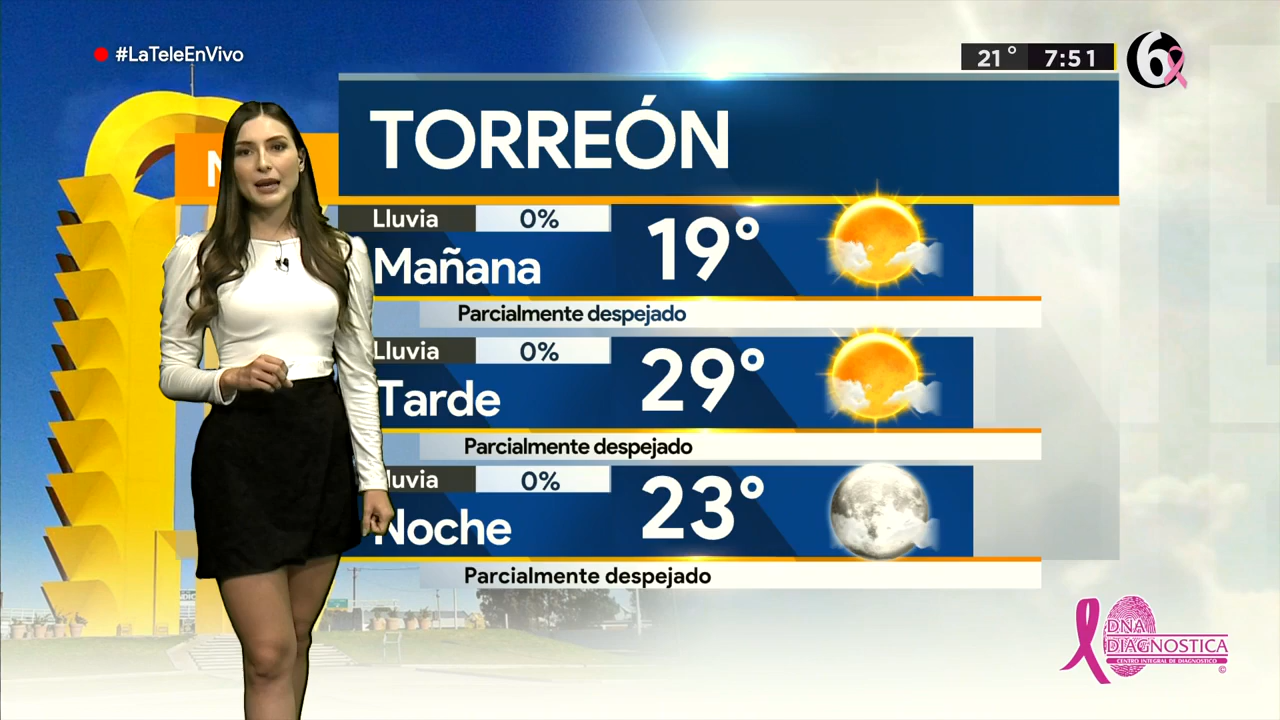 #LaTeleEnVivo
21° 7:51
6
TORREÓN
Lluvia 0%
Mañana 19°
Parcialmente despejado
Lluvia 0%
Tarde 29°
Parcialmente despejado
0%
Noche 23°
Parcialmente despejado
DNA
DIAGNOSTICA
CENTRO INTEGRAL DE DIAGNOSTICO
©